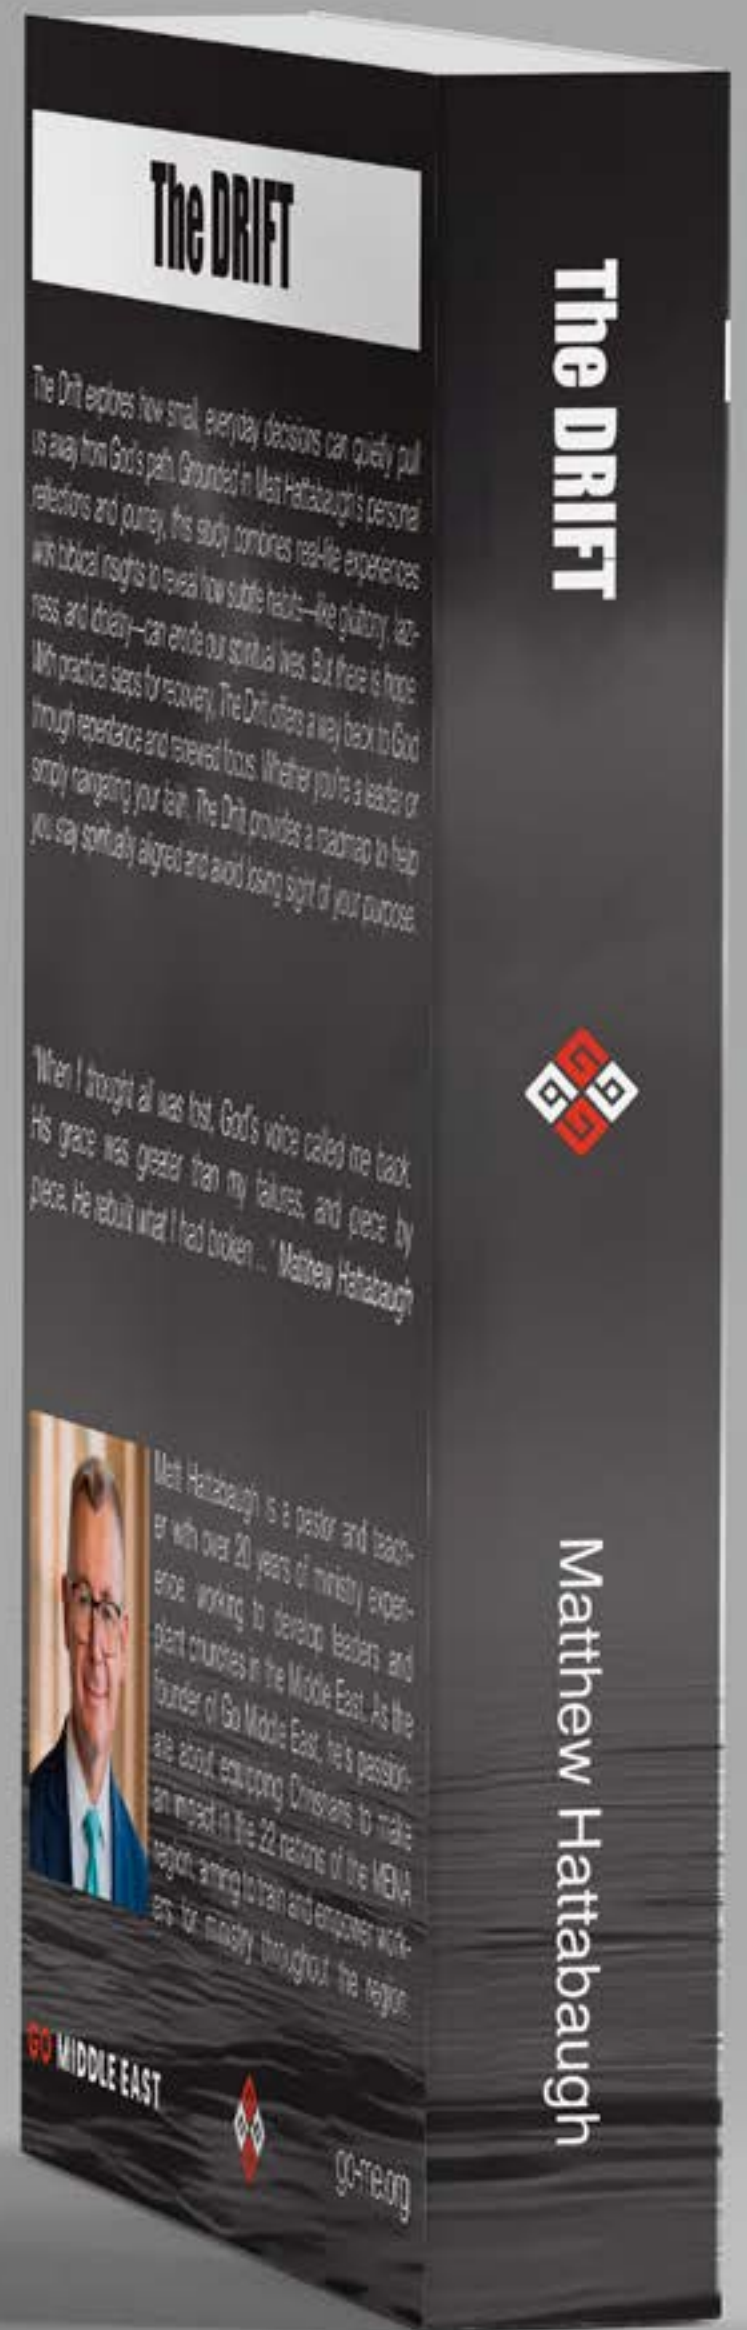 The DRIFT
The Drift explores how small, everyday decisions can quietly pull
us away from God's path. Grounded in Matt Hattabaugh's personal
reflections and journey, this study combines real-life experiences
with biblical insights to reveal how subtle habits—like gluttony, lazi-
ness, and idolatry—can erode our spiritual lives. But there is hope.
With practical steps for recovery, The Drift offers a way back to God
through repentance and renewed focus. Whether you're a leader or
simply navigating your faith, The Drift provides a roadmap to help
you stay spiritually aligned and avoid losing sight of your purpose.
"When I thought all was lost, God's voice called me back.
His grace was greater than my failures, and piece by
piece, He rebuilt what I had broken ..." Matthew Hattabaugh
Matt Hattabaugh is a pastor and teach-
er with over 20 years of ministry experi-
ence working to develop leaders and
plant churches in the Middle East. As the
founder of Go Middle East, he's passion-
ate about equipping Christians to make
an impact in the 22 nations of the MENA
region, aiming to train and empower work-
ers for ministry throughout the region.
GO MIDDLE EAST
go-me.org
The DRIFT
Matthew Hattabaugh